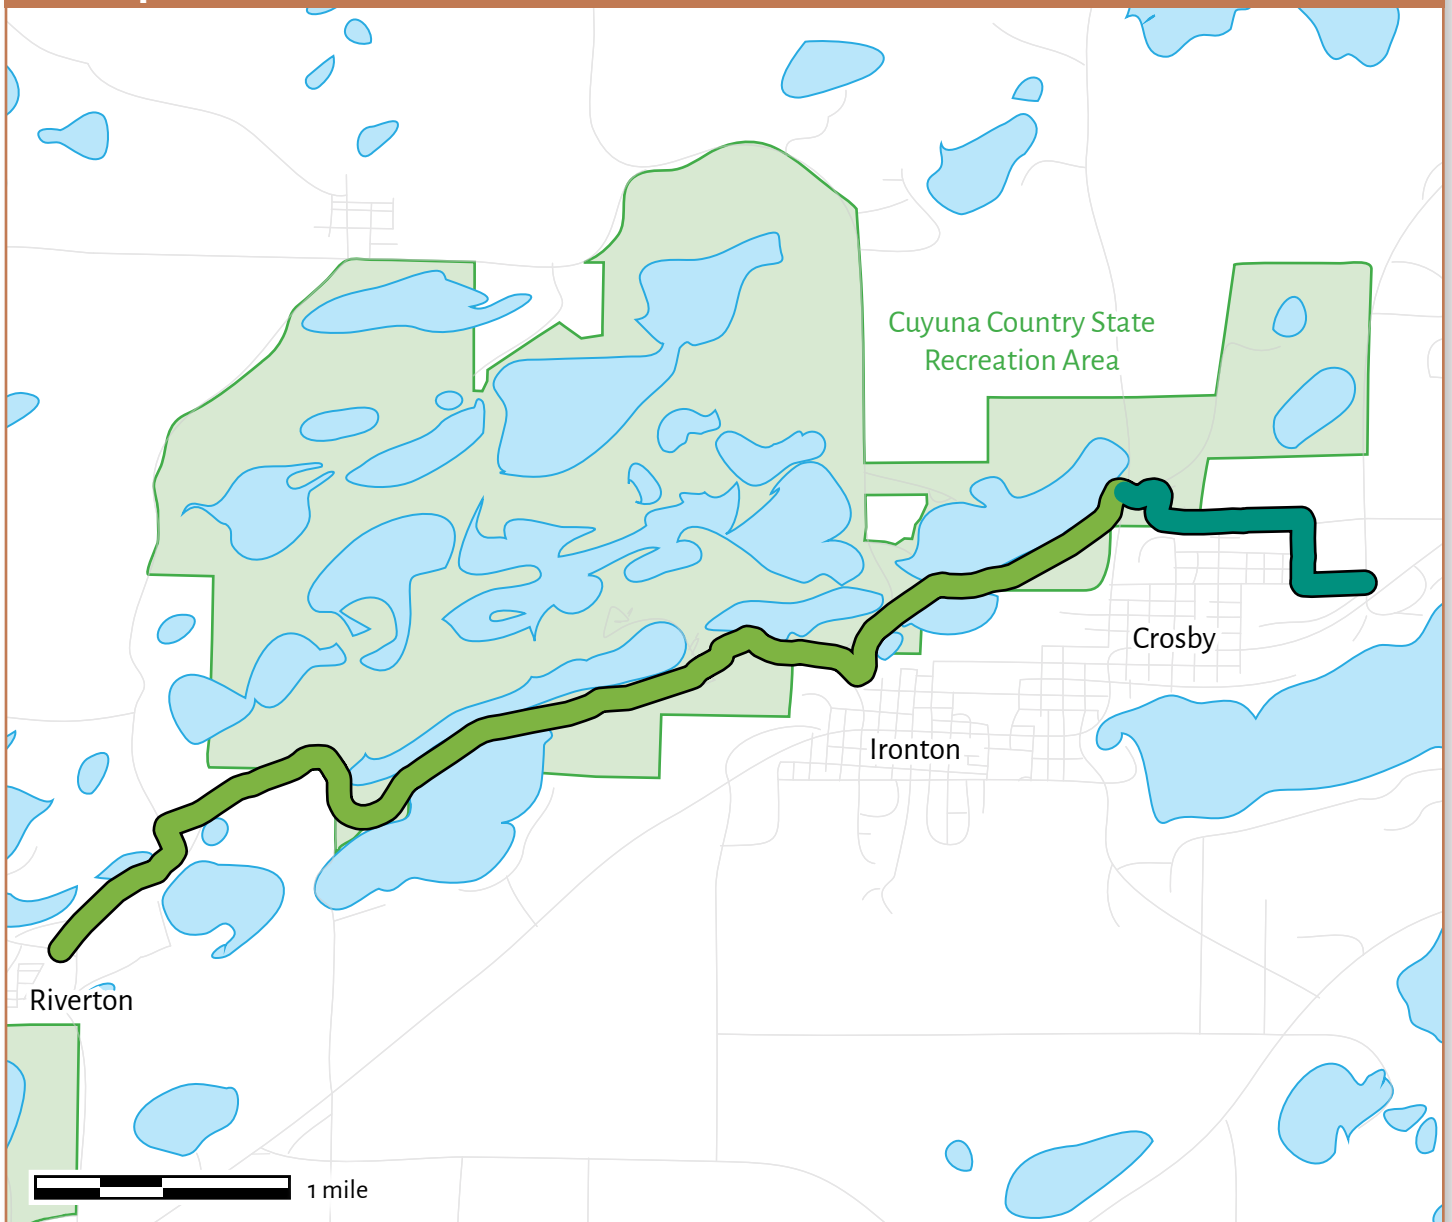 Cuyuna Country State
Recreation Area
Crosby
Ironton
Riverton
1 mile